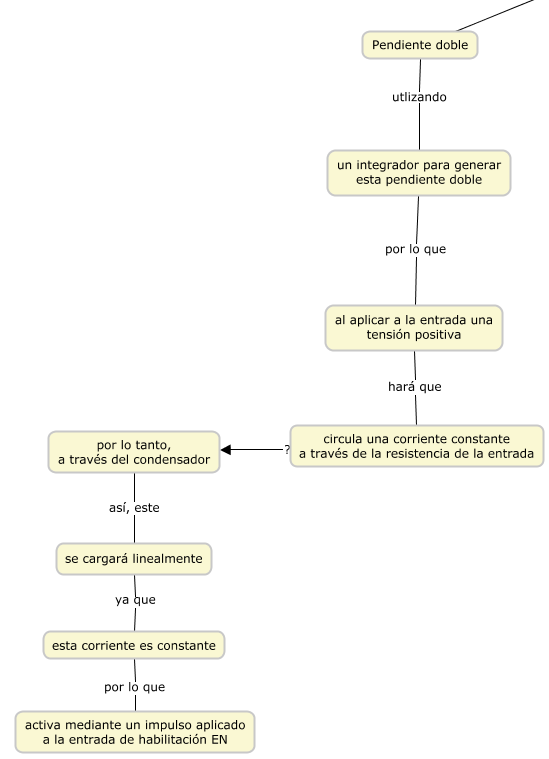 Pendiente doble
utlizando
un integrador para generar
esta pendiente doble
por lo que
al aplicar a la entrada una
tensión positiva
hará que
circula una corriente constante
a través de la resistencia de la entrada
?
por lo tanto,
a través del condensador
así, este
se cargará linealmente
ya que
esta corriente es constante
por lo que
activa mediante un impulso aplicado
a la entrada de habilitación EN